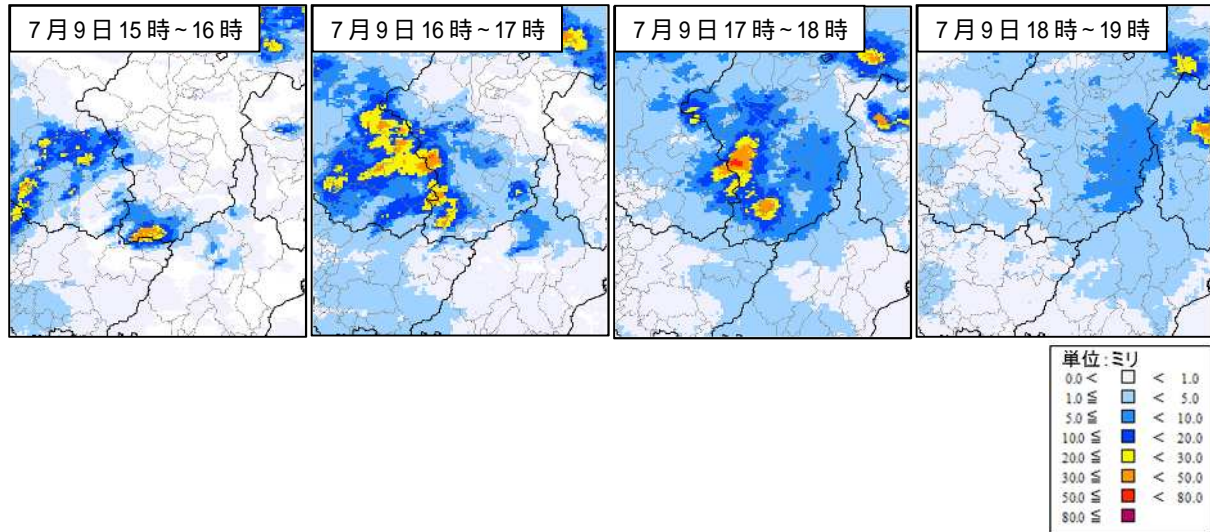 7月9日15時~16時
7月9日16時~17時
7月9日17時~18時
7月9日18時~19時
単位:ミリ
0.0 < < 1.0
1.0 ≦ < 5.0
5.0 ≦ < 10.0
10.0 ≦ < 20.0
20.0 ≦ < 30.0
30.0 ≦ < 50.0
50.0 ≦ < 80.0
80.0 ≦